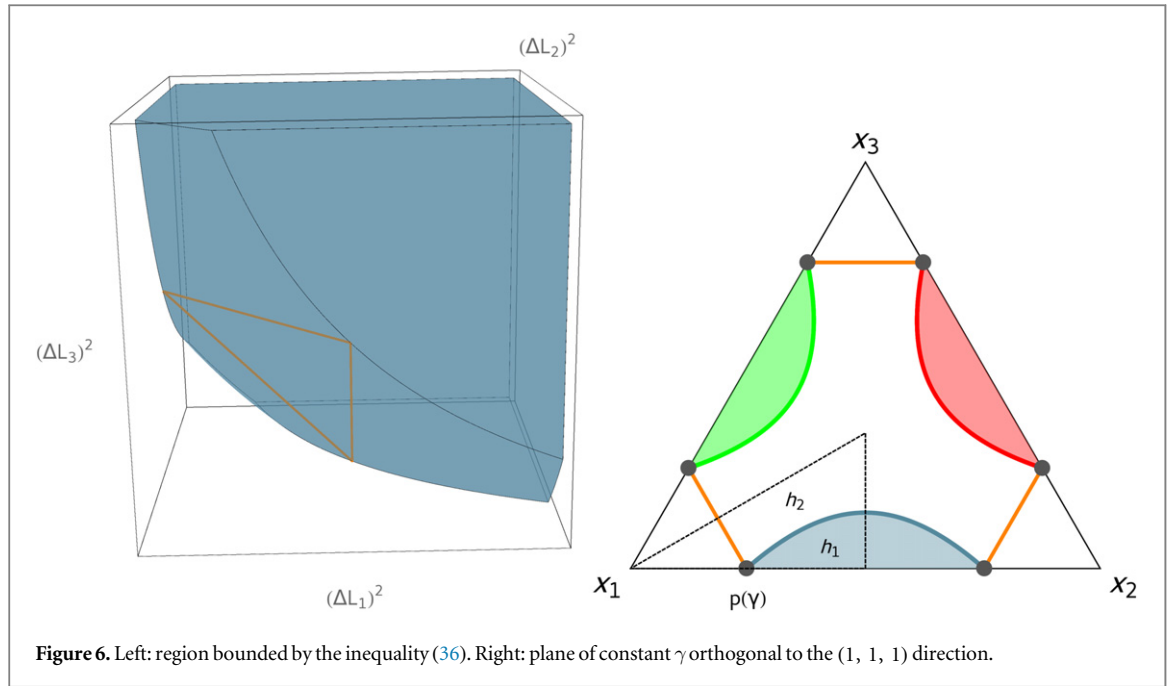 (ΔL₂)²
(ΔL₃)²
(ΔL₁)²
x₃
h₂
h₁
x₁
x₂
p(γ)
Figure 6. Left: region bounded by the inequality (36). Right: plane of constant γ orthogonal to the (1, 1, 1) direction.